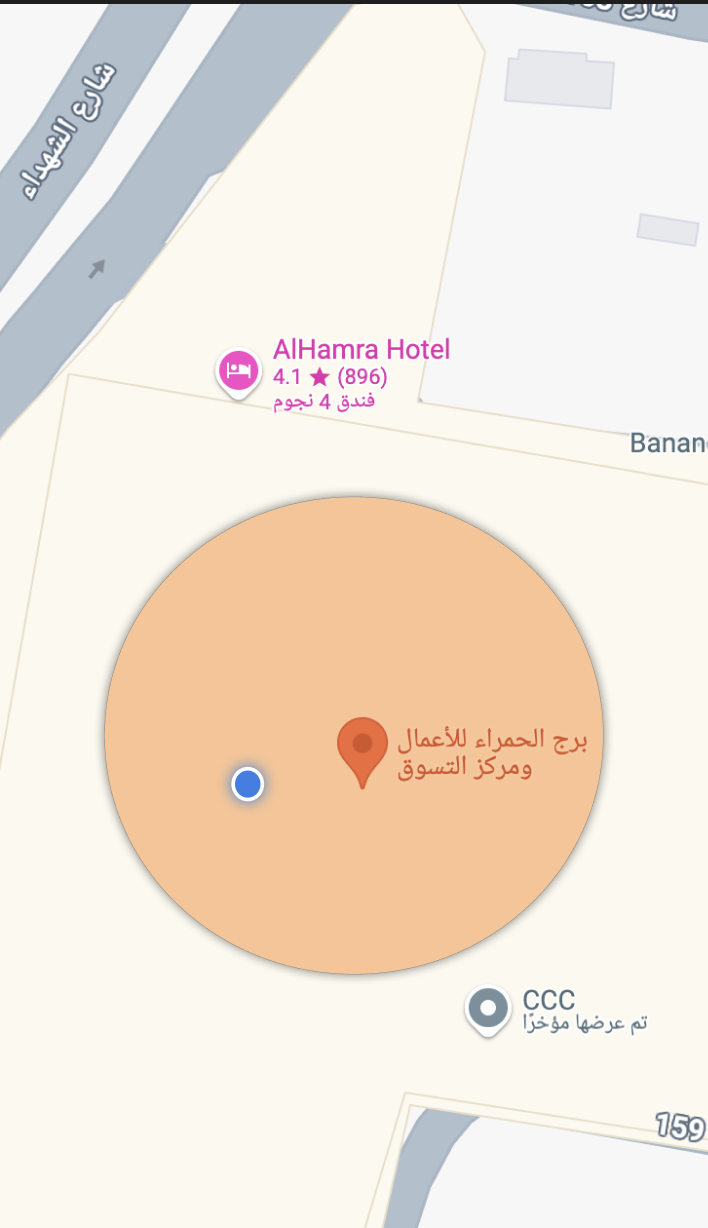 شارع
شارع الشهداء
AlHamra Hotel
4.1 ★ (896)
فندق 4 نجوم
برج الحمراء للأعمال
ومركز التسوق
CCC
تم عرضها مؤخرًا
159